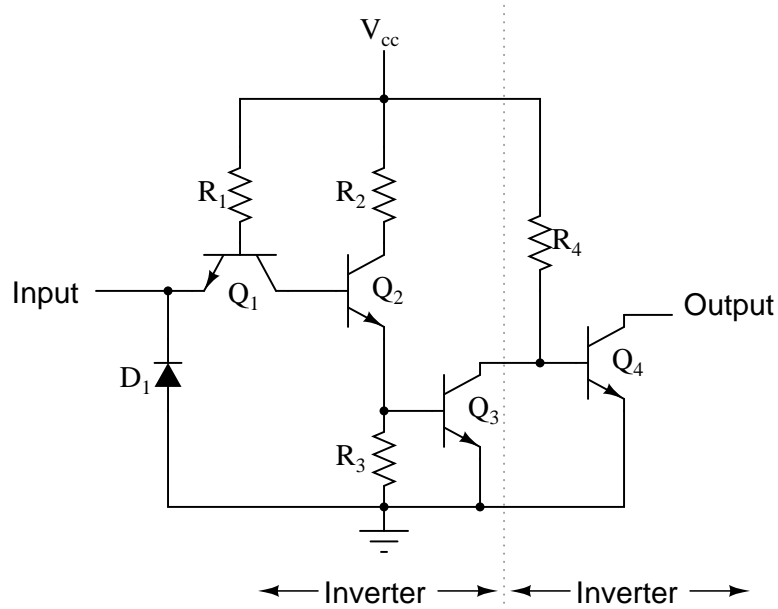 Vcc
R1
R2
R4
Input
Q1
Q2
Output
D1
Q3
Q4
R3
Inverter
Inverter